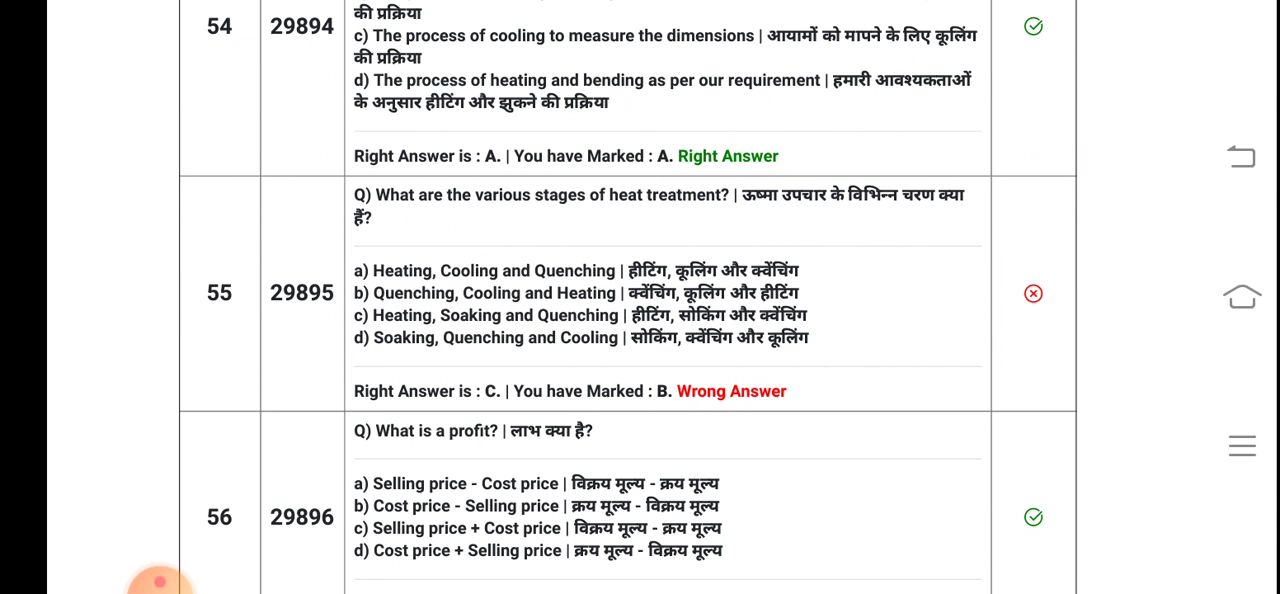 की प्रक्रिया
54
29894
c) The process of cooling to measure the dimensions | आयामों को मापने के लिए कूलिंग
की प्रक्रिया
d) The process of heating and bending as per our requirement | हमारी आवश्यकताओं
के अनुसार हीटिंग और झुकने की प्रक्रिया
Right Answer is : A. | You have Marked : A. Right Answer
Q) What are the various stages of heat treatment? | ऊष्मा उपचार के विभिन्न चरण क्या
हैं?
55
29895
a) Heating, Cooling and Quenching | हीटिंग, कूलिंग और क्वेंचिंग
b) Quenching, Cooling and Heating | क्वेंचिंग, कूलिंग और हीटिंग
c) Heating, Soaking and Quenching | हीटिंग, सोकिंग और क्वेंचिंग
d) Soaking, Quenching and Cooling | सोकिंग, क्वेंचिंग और कूलिंग
Right Answer is : C. | You have Marked : B. Wrong Answer
Q) What is a profit? | लाभ क्या है?
56
29896
a) Selling price - Cost price | विक्रय मूल्य - क्रय मूल्य
b) Cost price - Selling price | क्रय मूल्य - विक्रय मूल्य
c) Selling price + Cost price | विक्रय मूल्य - क्रय मूल्य
d) Cost price + Selling price | क्रय मूल्य - विक्रय मूल्य